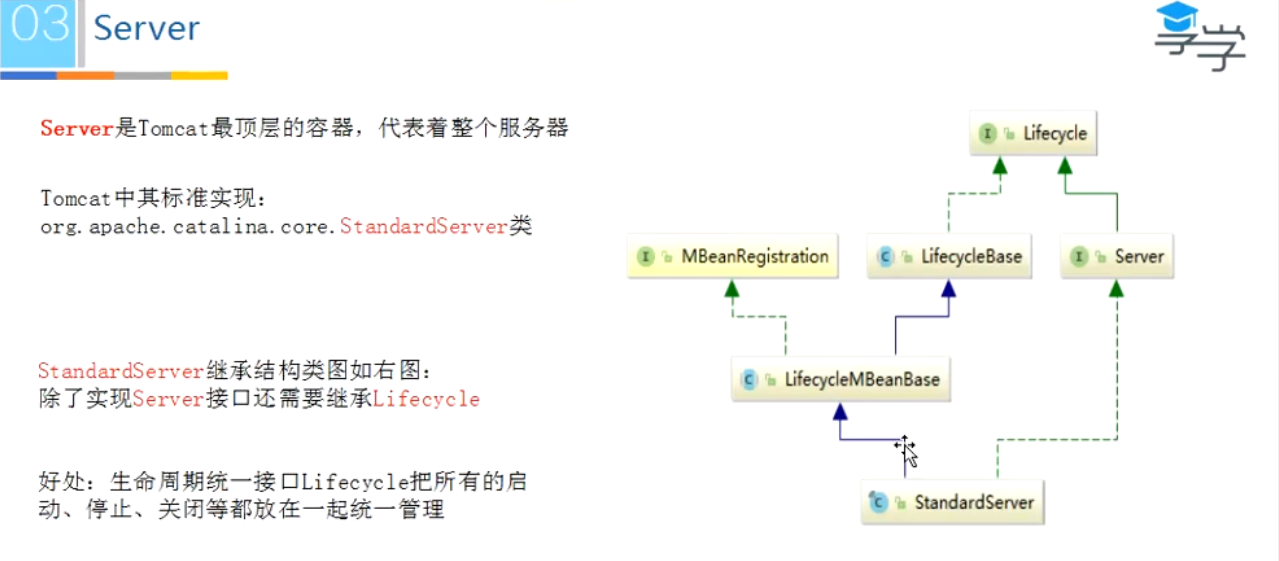 03 Server
享学
Server是Tomcat最顶层的容器，代表着整个服务器
Tomcat中其标准实现：
org.apache.catalina.core.StandardServer类
StandardServer继承结构类图如右图：
除了实现Server接口还需要继承Lifecycle
好处：生命周期统一接口Lifecycle把所有的启
动、停止、关闭等都放在一起统一管理
I Lifecycle
I MBeanRegistration
C LifecycleBase
I Server
C LifecycleMBeanBase
C StandardServer